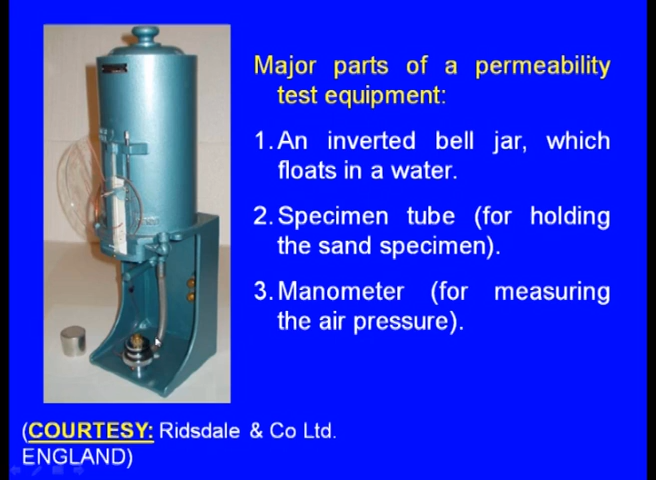 Major parts of a permeability
test equipment:
1. An inverted bell jar, which
floats in a water.
2. Specimen tube (for holding
the sand specimen).
3. Manometer (for measuring
the air pressure).
(COURTESY: Ridsdale & Co Ltd.
ENGLAND)